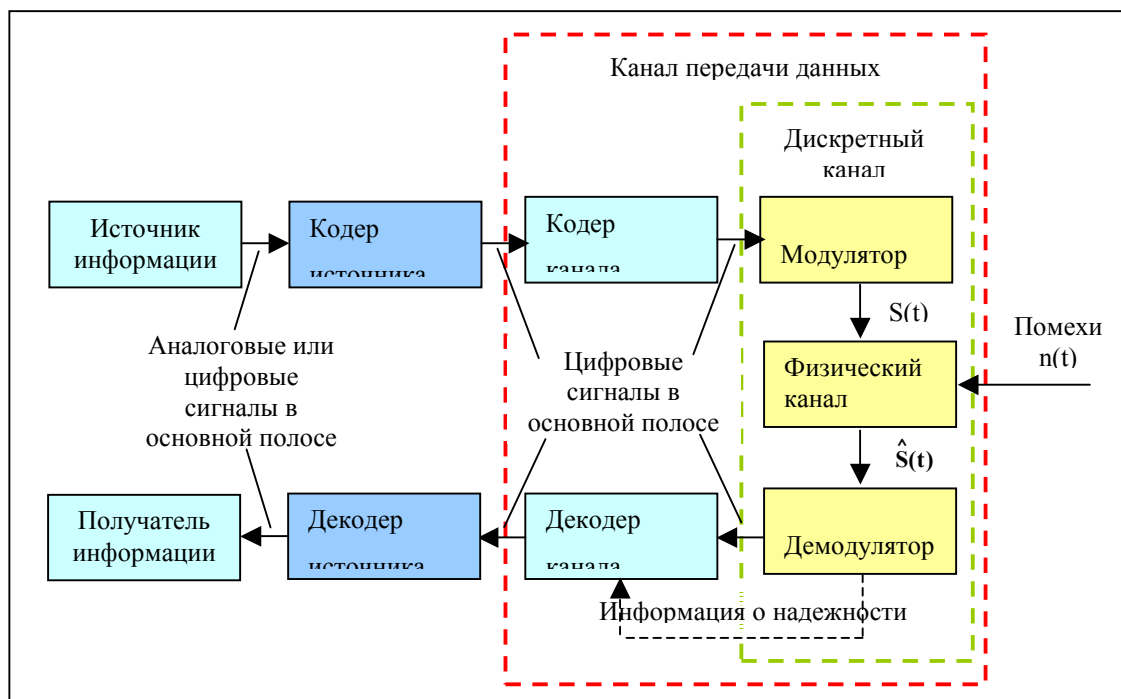 Канал передачи данных
Дискретный
канал
Источник
информации
Кодер
источника
Кодер
канала
Модулятор
S(t)
Помехи
n(t)
Аналоговые или
цифровые
сигналы в
основной полосе
Цифровые
сигналы в
основной полосе
Физический
канал
Ŝ(t)
Получатель
информации
Декодер
источника
Декодер
канала
Демодулятор
Информация о надежности